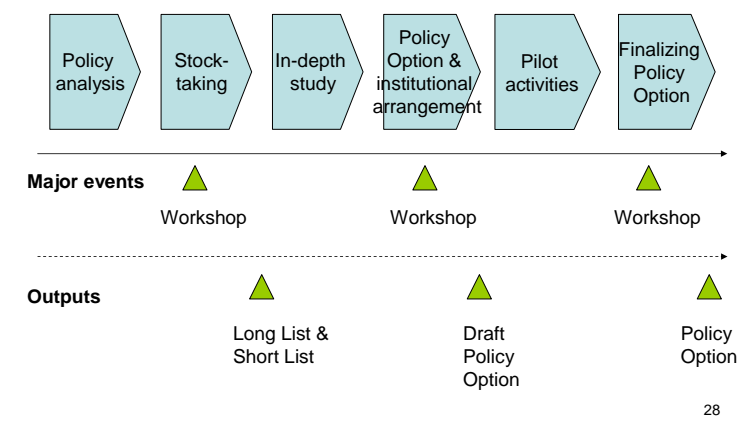 Policy
analysis
Stock-
taking
In-depth
study
Policy
Option &
institutional
arrangement
Pilot
activities
Finalizing
Policy
Option
Major events
Workshop
Workshop
Workshop
Outputs
Long List &
Short List
Draft
Policy
Option
Policy
Option
28